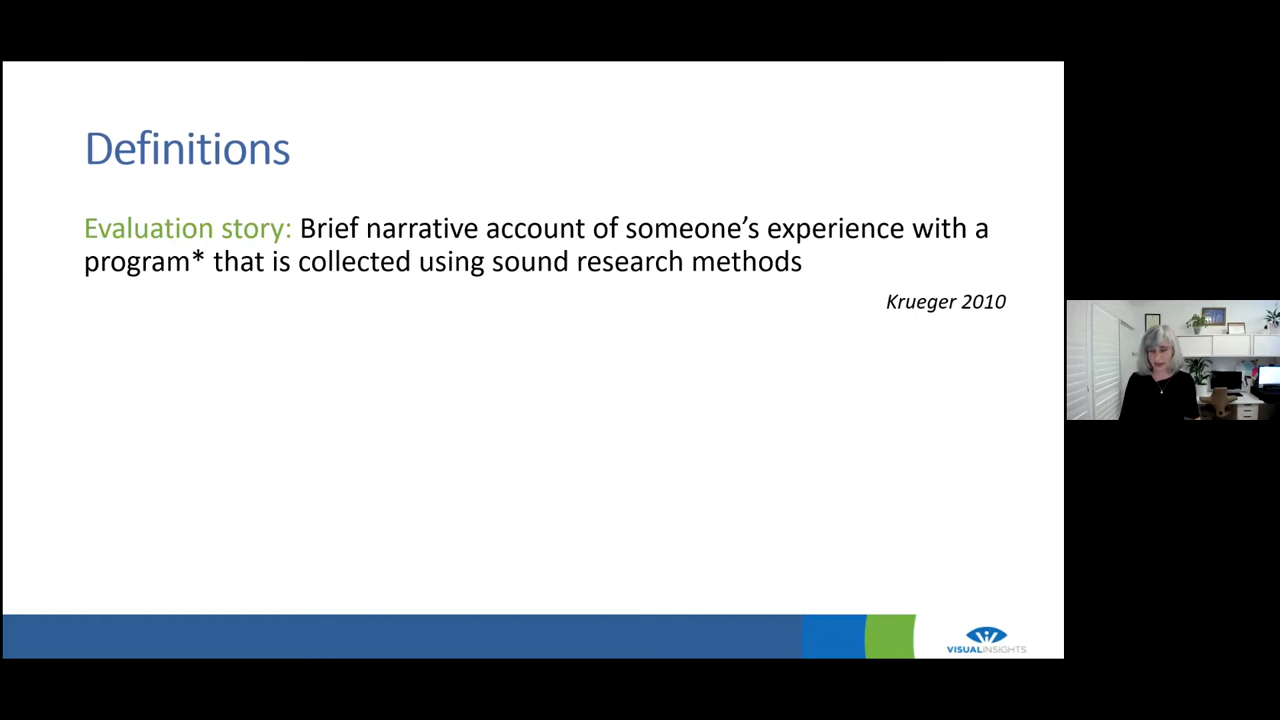 Definitions
Evaluation story: Brief narrative account of someone’s experience with a
program* that is collected using sound research methods
Krueger 2010
VISUALINSIGHTS